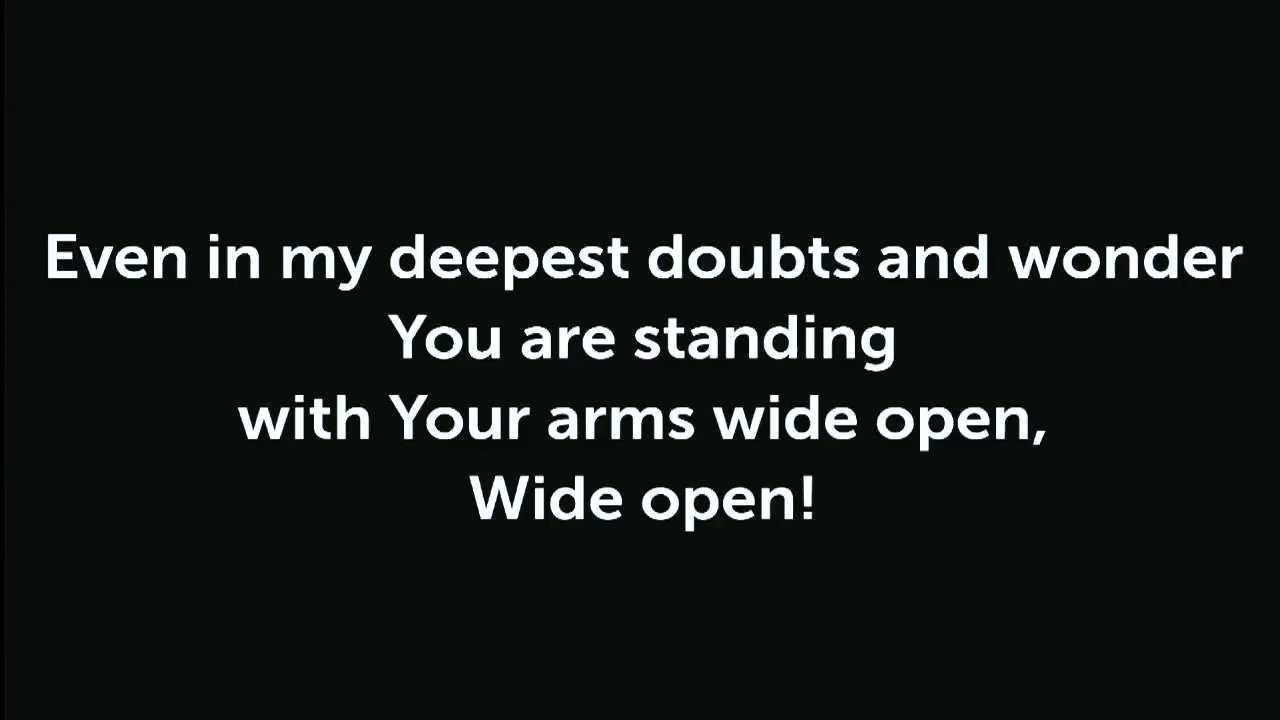 Even in my deepest doubts and wonder
You are standing
with Your arms wide open,
Wide open!